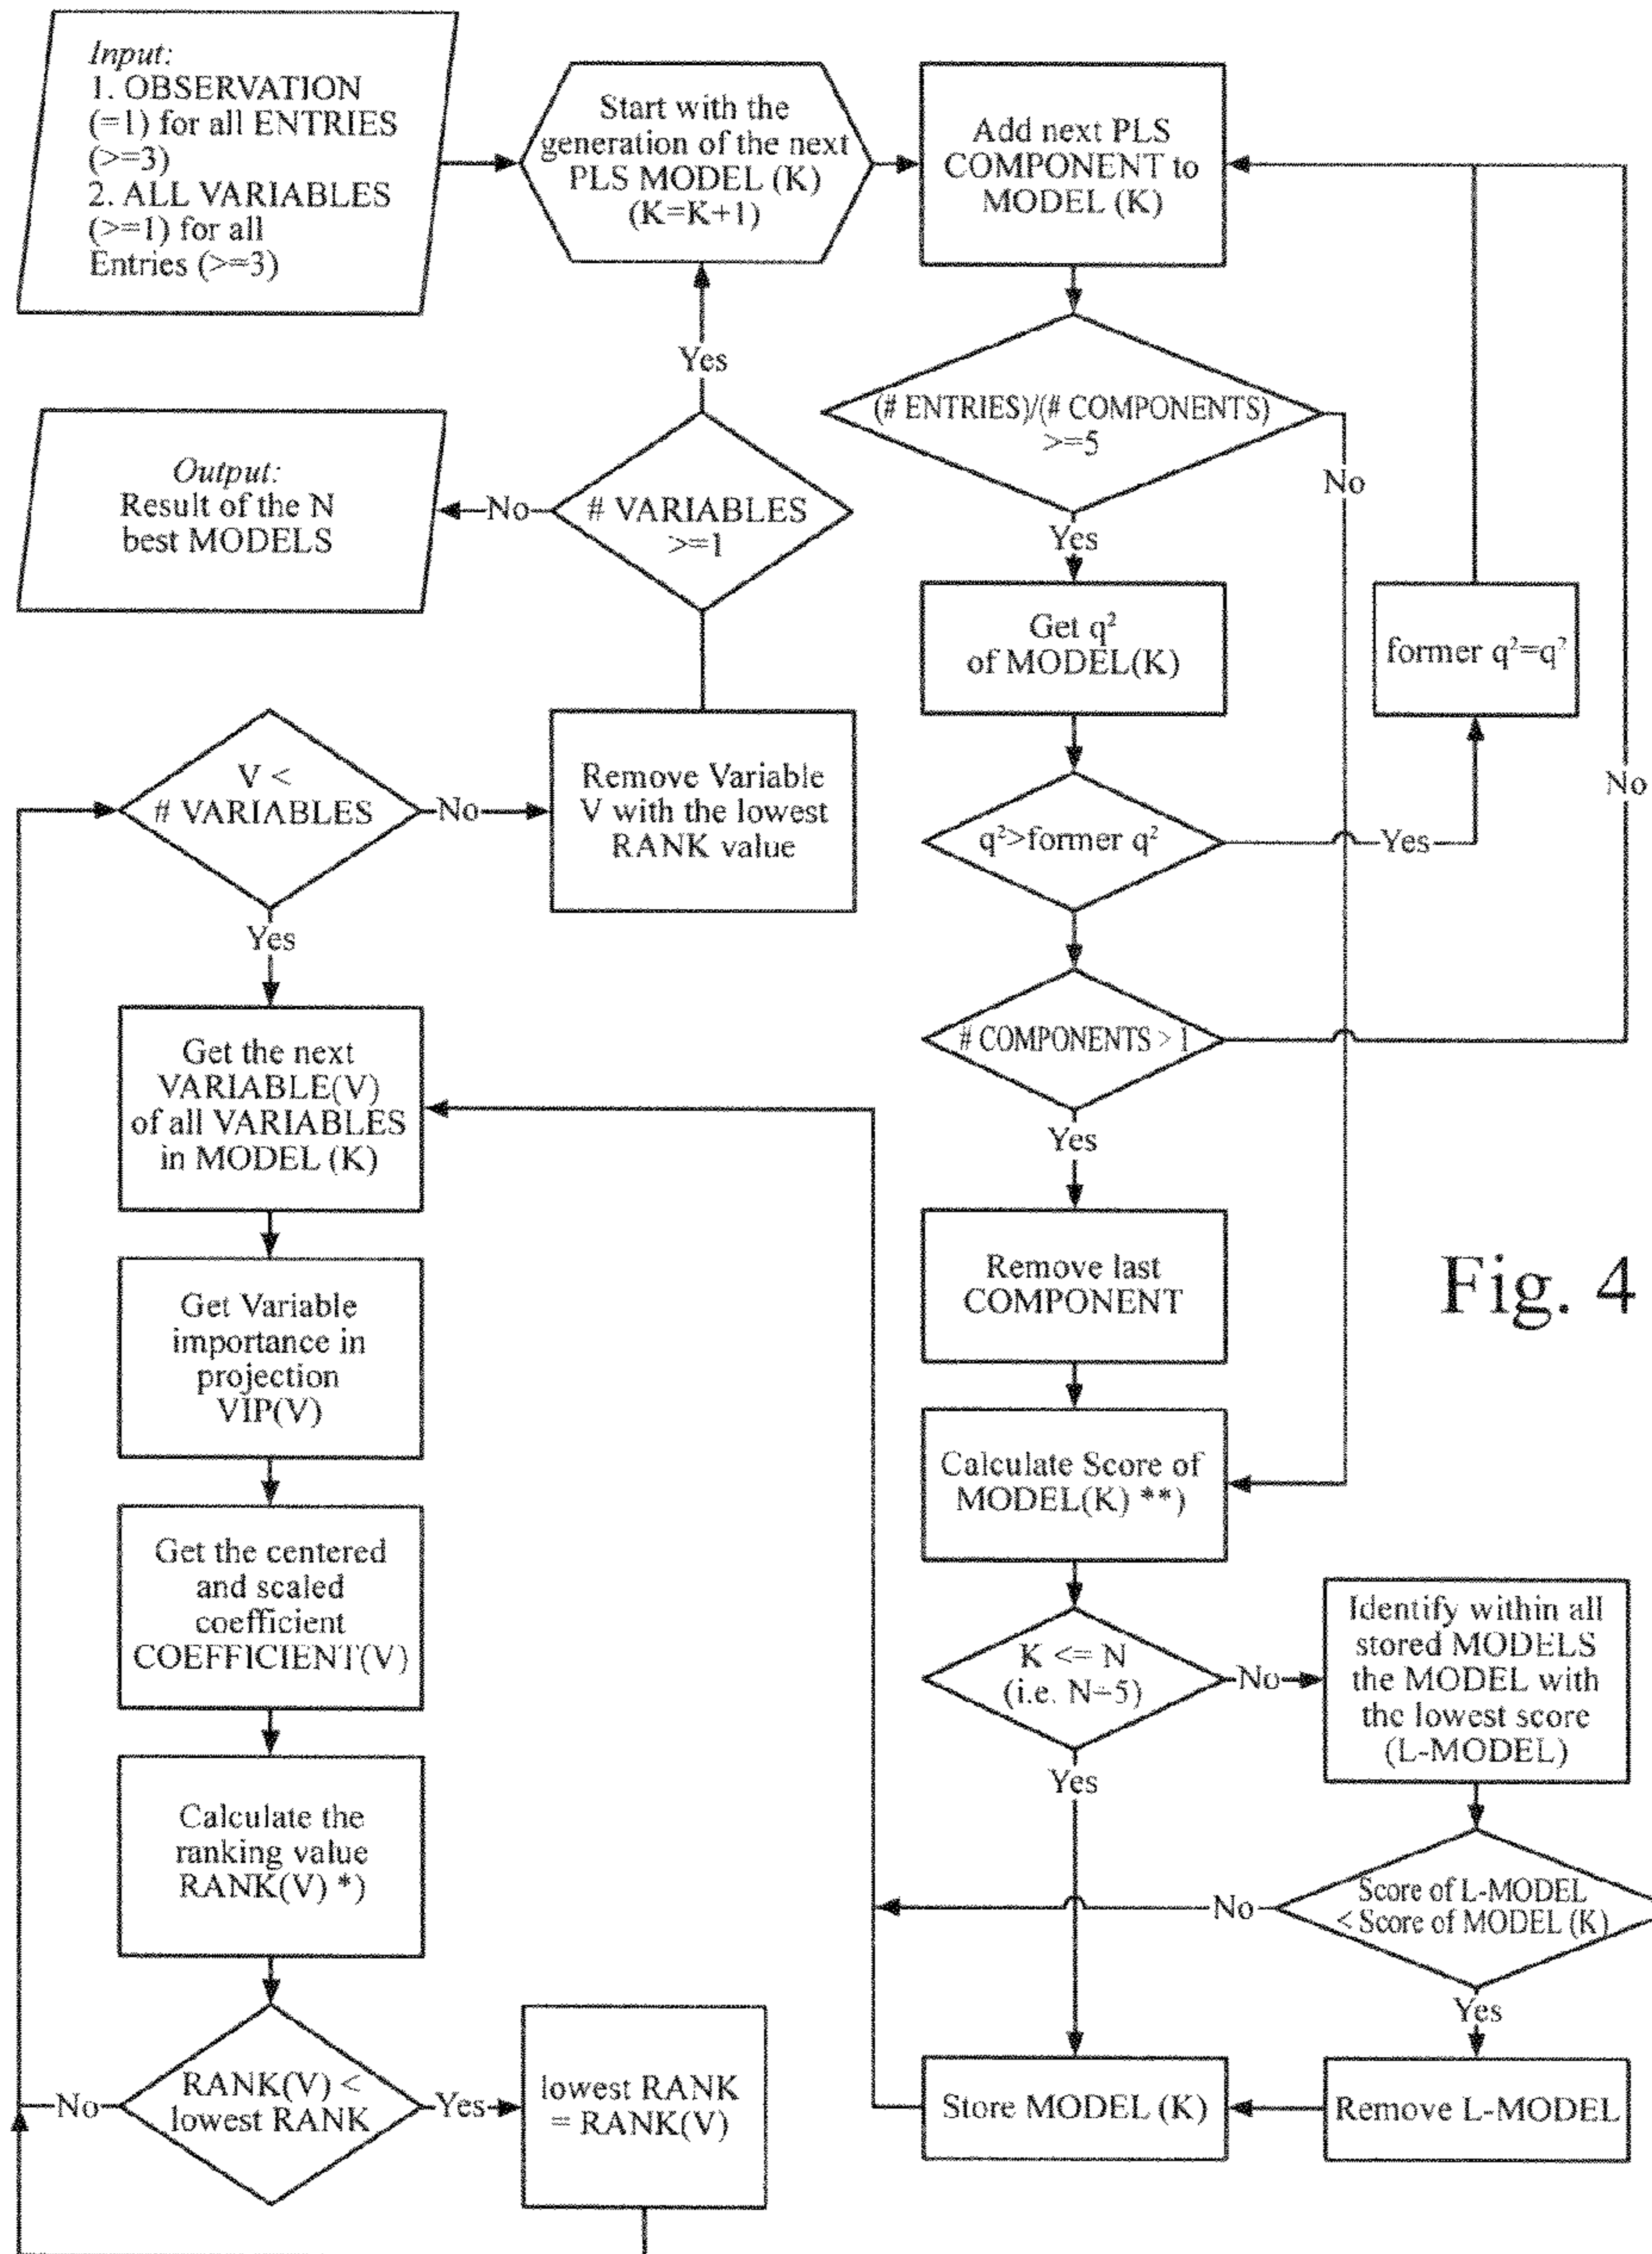 Input:
1. OBSERVATION
(=1) for all ENTRIES
(>=3)
2. ALL VARIABLES
(>=1) for all
Entries (>=3)
Start with the
generation of the next
PLS MODEL (K)
(K=K+1)
Add next PLS
COMPONENT to
MODEL (K)
Yes
(# ENTRIES)/(# COMPONENTS)
>=5
No
Output:
Result of the N
best MODELS
No
# VARIABLES
>=1
Yes
Get q²
of MODEL(K)
former q²=q²
No
V <
# VARIABLES
No
Remove Variable
V with the lowest
RANK value
q²>former q²
Yes
Yes
Get the next
VARIABLE(V)
of all VARIABLES
in MODEL (K)
# COMPONENTS > 1
Yes
Get Variable
importance in
projection
VIP(V)
Remove last
COMPONENT
Fig. 4
Calculate Score of
MODEL(K) **)
Get the centered
and scaled
coefficient
COEFFICIENT(V)
K <= N
(i.e. N=5)
No
Identify within all
stored MODELS
the MODEL with
the lowest score
(L-MODEL)
Yes
Calculate the
ranking value
RANK(V) *)
No
Score of L-MODEL
< Score of MODEL (K)
Yes
No
RANK(V) <
lowest RANK
Yes
lowest RANK
= RANK(V)
Store MODEL (K)
Remove L-MODEL